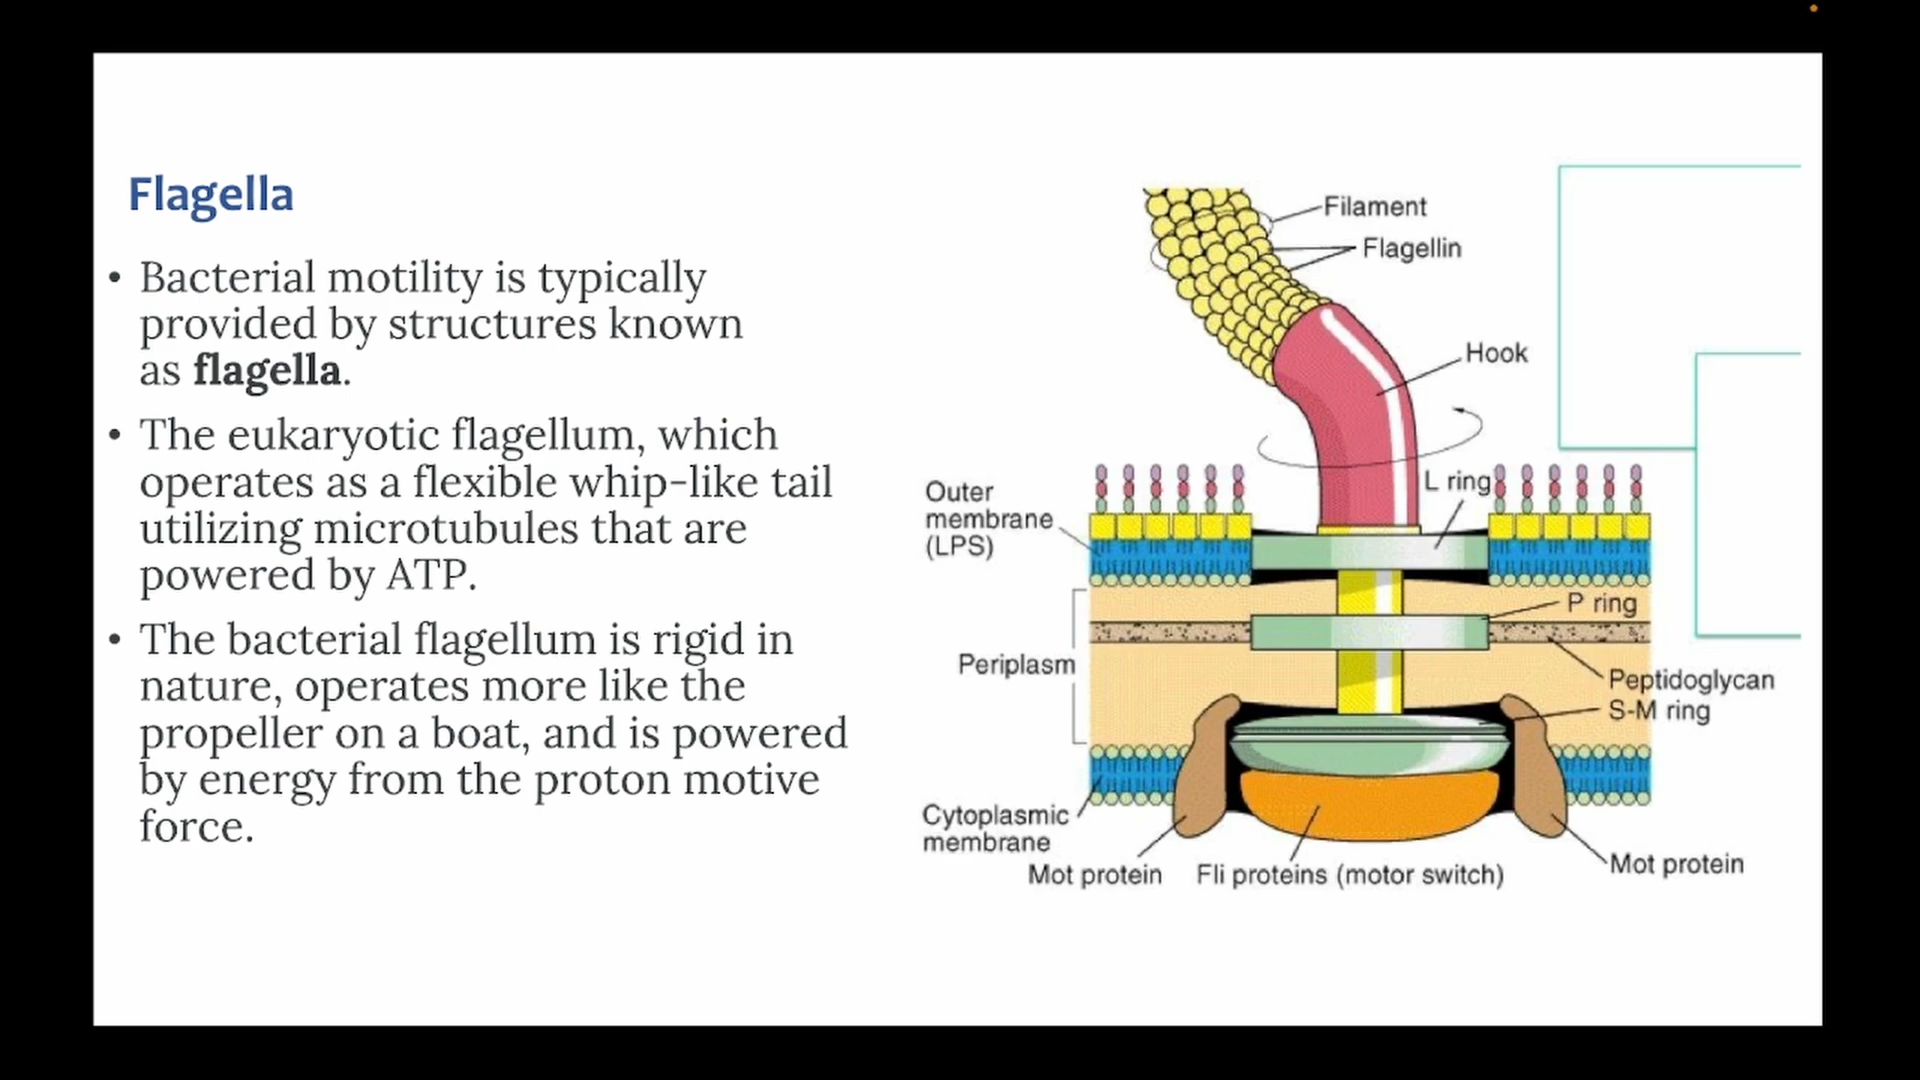 Flagella
• Bacterial motility is typically
provided by structures known
as flagella.
• The eukaryotic flagellum, which
operates as a flexible whip-like tail
utilizing microtubules that are
powered by ATP.
• The bacterial flagellum is rigid in
nature, operates more like the
propeller on a boat, and is powered
by energy from the proton motive
force.
Filament
Flagellin
Hook
L ring
Outer
membrane
(LPS)
P ring
Periplasm
Peptidoglycan
S-M ring
Cytoplasmic
membrane
Mot protein
Fli proteins (motor switch)
Mot protein